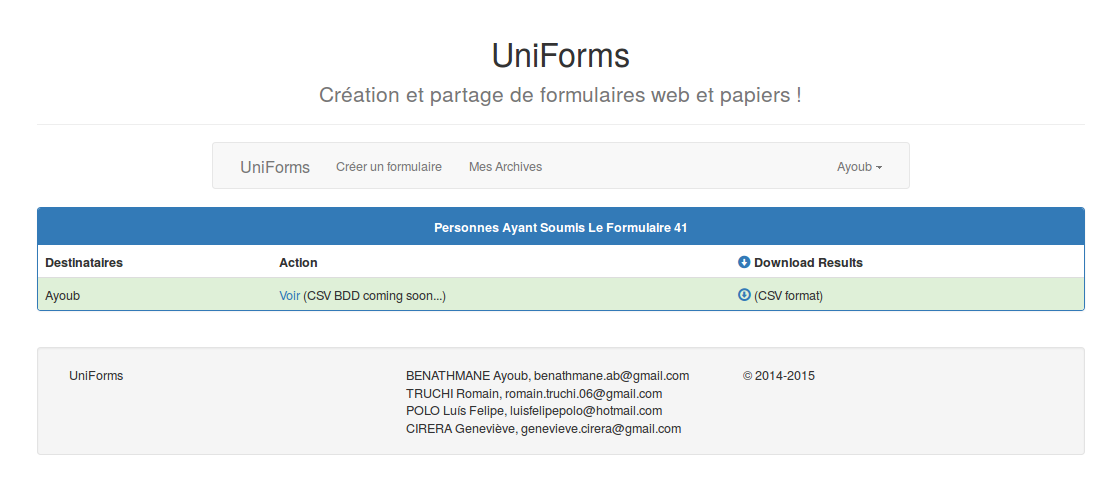 UniForms
Création et partage de formulaires web et papiers !
UniForms Créer un formulaire Mes Archives Ayoub
Personnes Ayant Soumis Le Formulaire 41
Destinataires Action Download Results
Ayoub Voir (CSV BDD coming soon...) (CSV format)
UniForms BENATHMANE Ayoub, benathmane.ab@gmail.com © 2014-2015
TRUCHI Romain, romain.truchi.06@gmail.com
POLO Luís Felipe, luisfelipepolo@hotmail.com
CIRERA Geneviève, genevieve.cirera@gmail.com